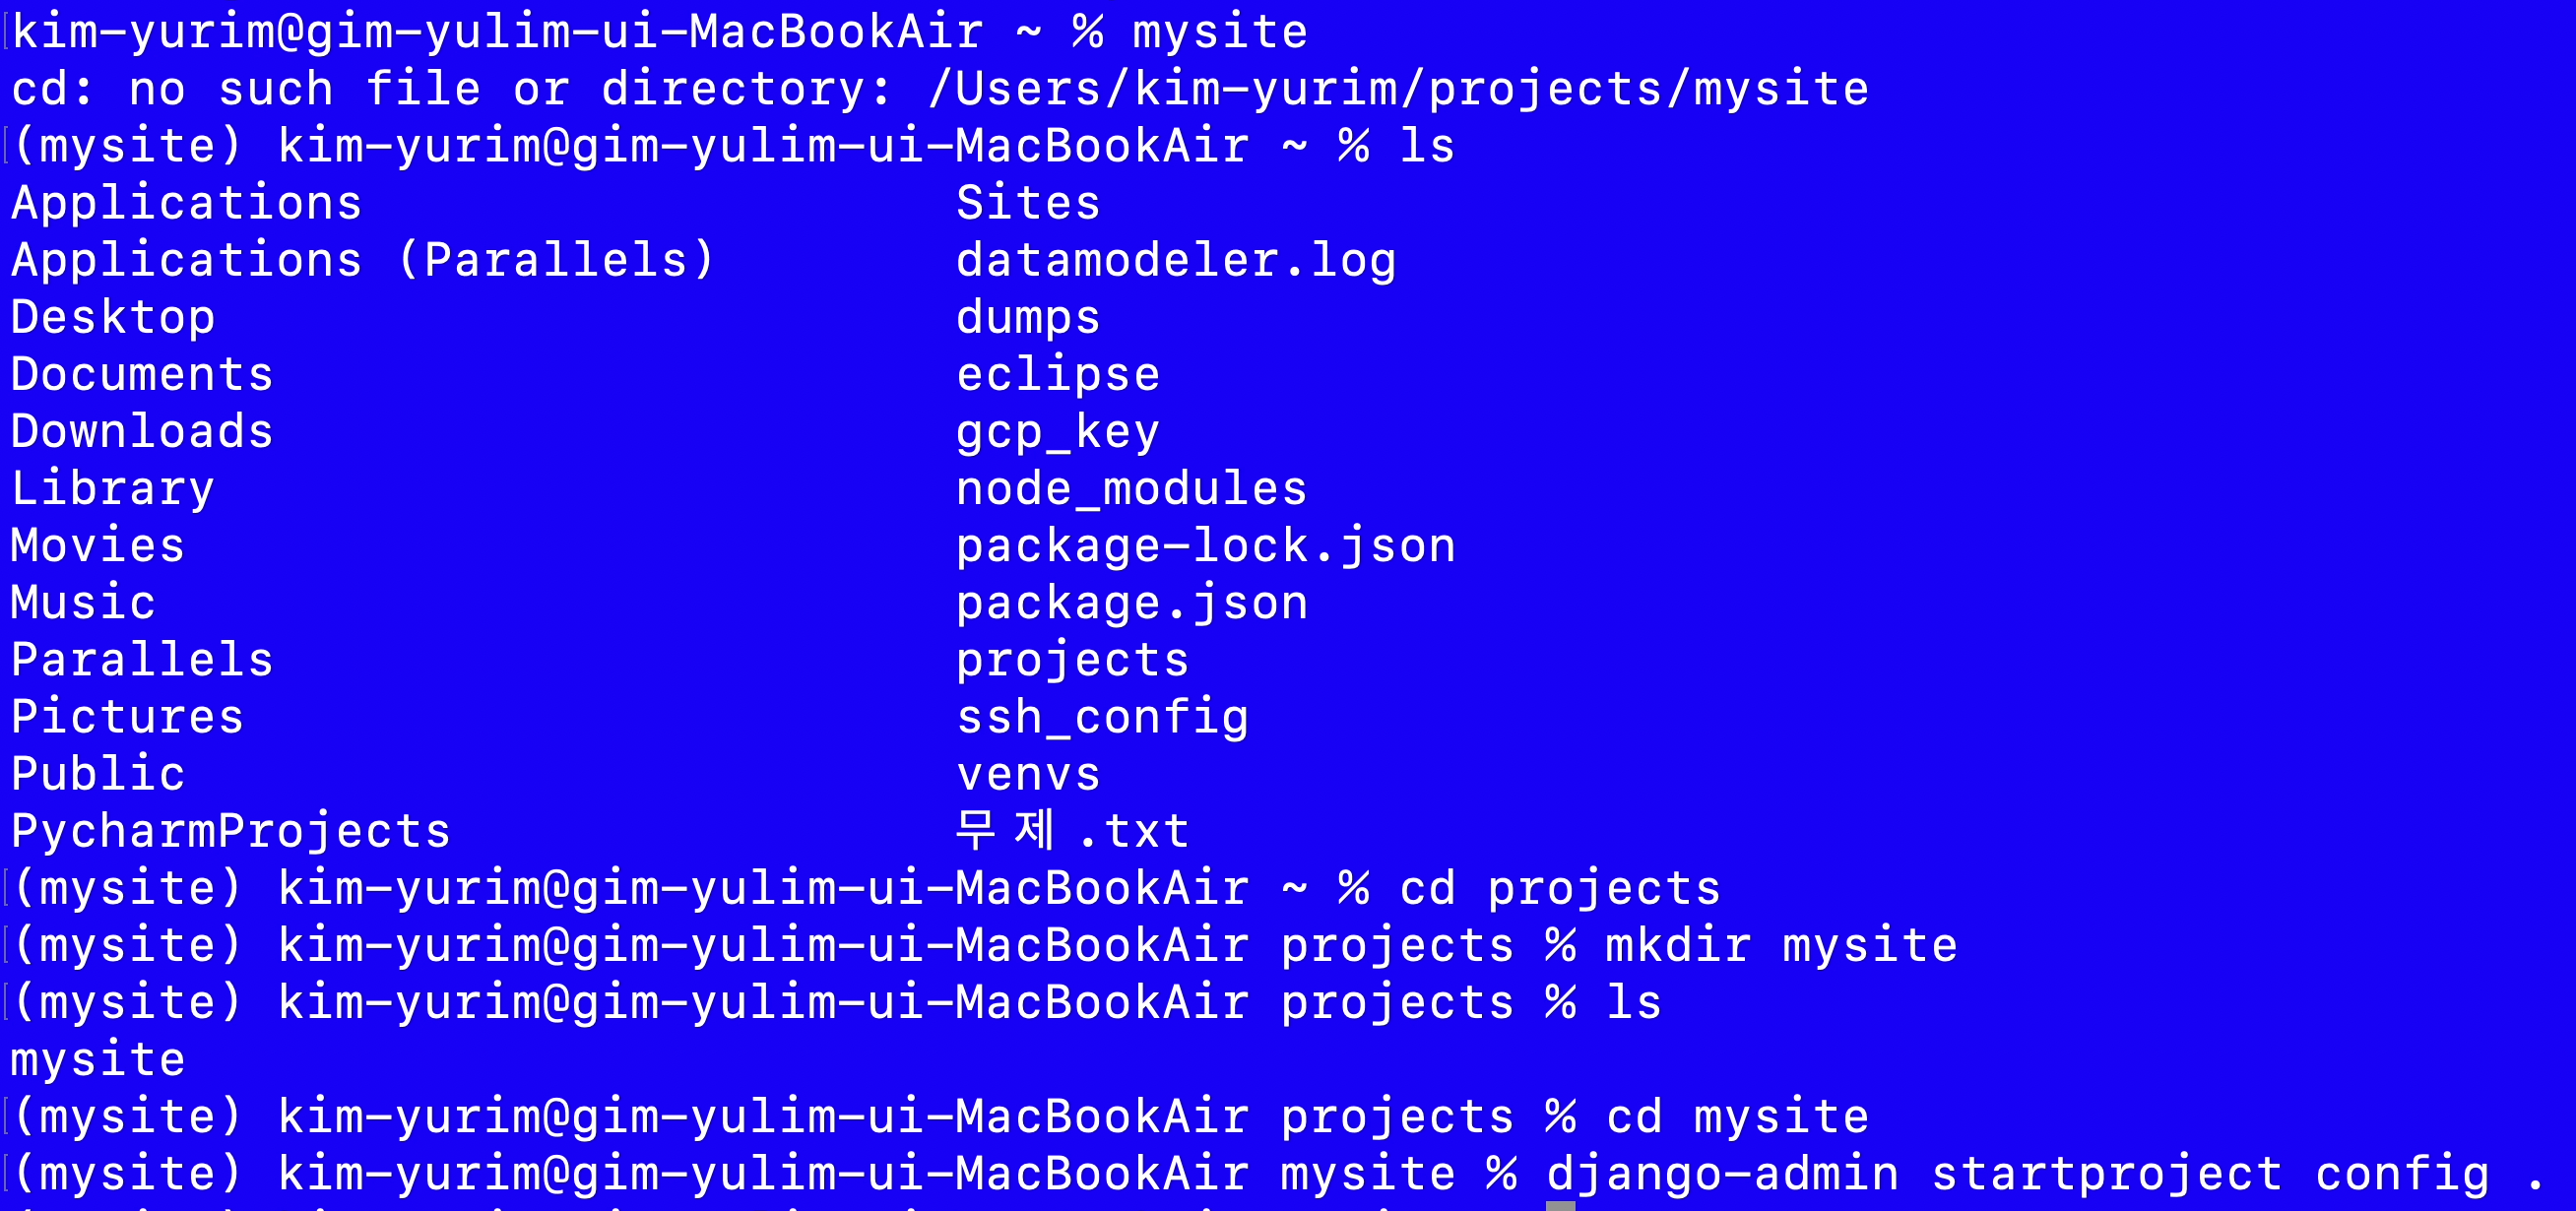 kim-yurim@gim-yulim-ui-MacBookAir ~ % mysite
cd: no such file or directory: /Users/kim-yurim/projects/mysite
(mysite) kim-yurim@gim-yulim-ui-MacBookAir ~ % ls
Applications Sites
Applications (Parallels) datamodeler.log
Desktop dumps
Documents eclipse
Downloads gcp_key
Library node_modules
Movies package-lock.json
Music package.json
Parallels projects
Pictures ssh_config
Public venvs
PycharmProjects 무제.txt
(mysite) kim-yurim@gim-yulim-ui-MacBookAir ~ % cd projects
(mysite) kim-yurim@gim-yulim-ui-MacBookAir projects % mkdir mysite
(mysite) kim-yurim@gim-yulim-ui-MacBookAir projects % ls
mysite
(mysite) kim-yurim@gim-yulim-ui-MacBookAir projects % cd mysite
(mysite) kim-yurim@gim-yulim-ui-MacBookAir mysite % django-admin startproject config .